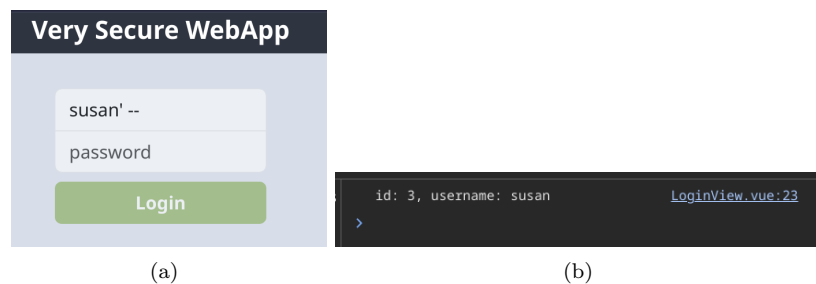 Very Secure WebApp
susan' --
password
Login
id: 3, username: susan
LoginView.vue:23
›
(a)
(b)